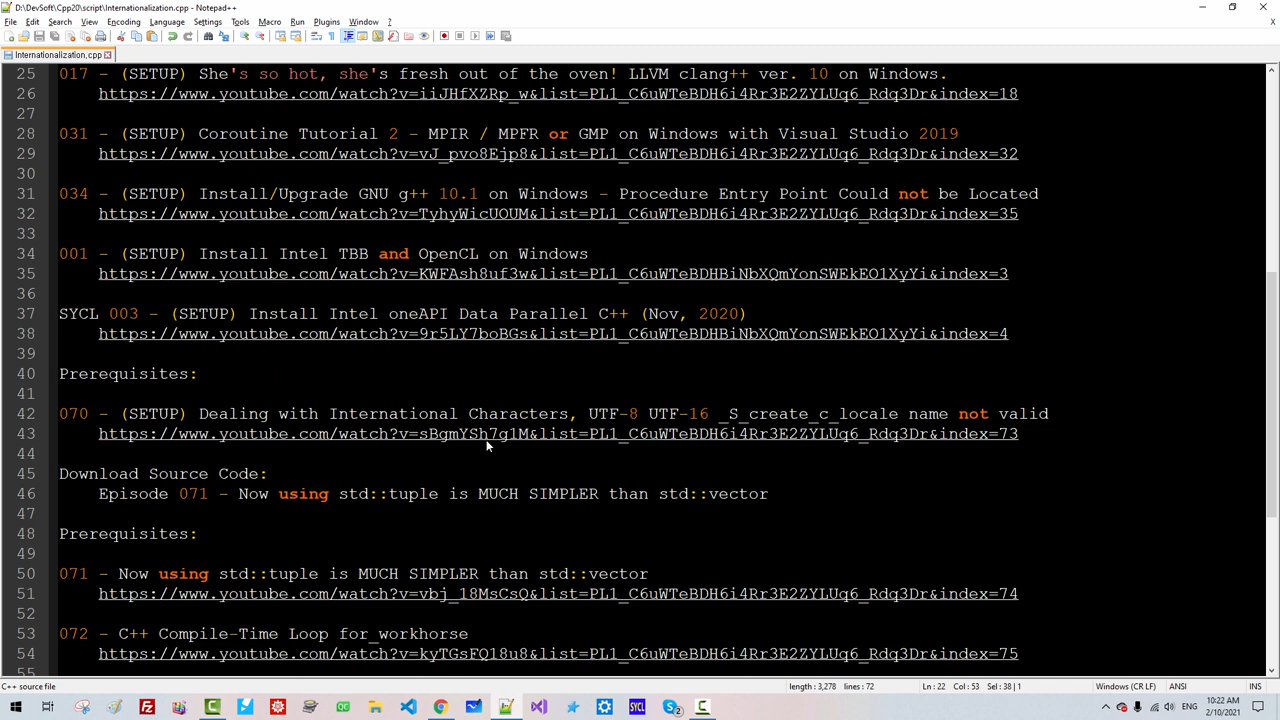 D:\DevSoft\Cpp20\script\Internationalization.cpp - Notepad++
File Edit Search View Encoding Language Settings Tools Macro Run Plugins Window ?
X
Internationalization.cpp
25 017 - (SETUP) She's so hot, she's fresh out of the oven! LLVM clang++ ver. 10 on Windows.
26 https://www.youtube.com/watch?v=iiJHfXZRp_w&list=PL1_C6uWTeBDH6i4Rr3E2ZYLUq6_Rdq3Dr&index=18
27
28 031 - (SETUP) Coroutine Tutorial 2 - MPIR / MPFR or GMP on Windows with Visual Studio 2019
29 https://www.youtube.com/watch?v=vJ_pvo8Ejp8&list=PL1_C6uWTeBDH6i4Rr3E2ZYLUq6_Rdq3Dr&index=32
30
31 034 - (SETUP) Install/Upgrade GNU g++ 10.1 on Windows - Procedure Entry Point Could not be Located
32 https://www.youtube.com/watch?v=TyhyWicUOUM&list=PL1_C6uWTeBDH6i4Rr3E2ZYLUq6_Rdq3Dr&index=35
33
34 001 - (SETUP) Install Intel TBB and OpenCL on Windows
35 https://www.youtube.com/watch?v=KWFAsh8uf3w&list=PL1_C6uWTeBDHBiNbXQmYonSWEkEO1XyYi&index=3
36
37 SYCL 003 - (SETUP) Install Intel oneAPI Data Parallel C++ (Nov, 2020)
38 https://www.youtube.com/watch?v=9r5LY7boBGs&list=PL1_C6uWTeBDHBiNbXQmYonSWEkEO1XyYi&index=4
39
40 Prerequisites:
41
42 070 - (SETUP) Dealing with International Characters, UTF-8 UTF-16 _S_create_c_locale name not valid
43 https://www.youtube.com/watch?v=sBgmYSh7g1M&list=PL1_C6uWTeBDH6i4Rr3E2ZYLUq6_Rdq3Dr&index=73
44
45 Download Source Code:
46 Episode 071 - Now using std::tuple is MUCH SIMPLER than std::vector
47
48 Prerequisites:
49
50 071 - Now using std::tuple is MUCH SIMPLER than std::vector
51 https://www.youtube.com/watch?v=vbj_18MsCsQ&list=PL1_C6uWTeBDH6i4Rr3E2ZYLUq6_Rdq3Dr&index=74
52
53 072 - C++ Compile-Time Loop for_workhorse
54 https://www.youtube.com/watch?v=kyTGsFQ18u8&list=PL1_C6uWTeBDH6i4Rr3E2ZYLUq6_Rdq3Dr&index=75
55
C++ source file length : 3,278 lines : 72 Ln : 22 Col : 53 Sel : 38 | 1 Windows (CR LF) ANSI INS
QC SYCL 2 ENG 10:22 AM
2/10/2021